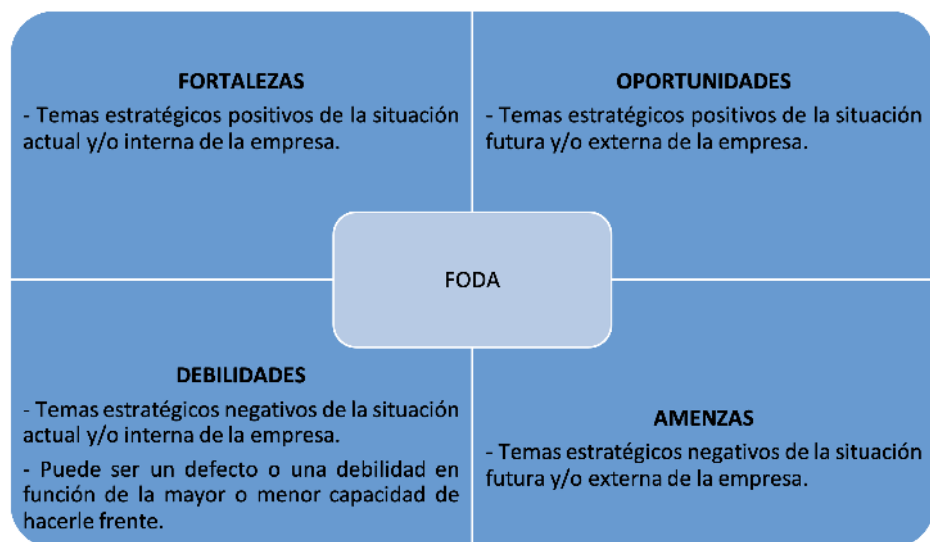 FORTALEZAS
- Temas estratégicos positivos de la situación
actual y/o interna de la empresa.
OPORTUNIDADES
- Temas estratégicos positivos de la situación
futura y/o externa de la empresa.
FODA
DEBILIDADES
- Temas estratégicos negativos de la situación
actual y/o interna de la empresa.
- Puede ser un defecto o una debilidad en
función de la mayor o menor capacidad de
hacerle frente.
AMENZAS
- Temas estratégicos negativos de la situación
futura y/o externa de la empresa.